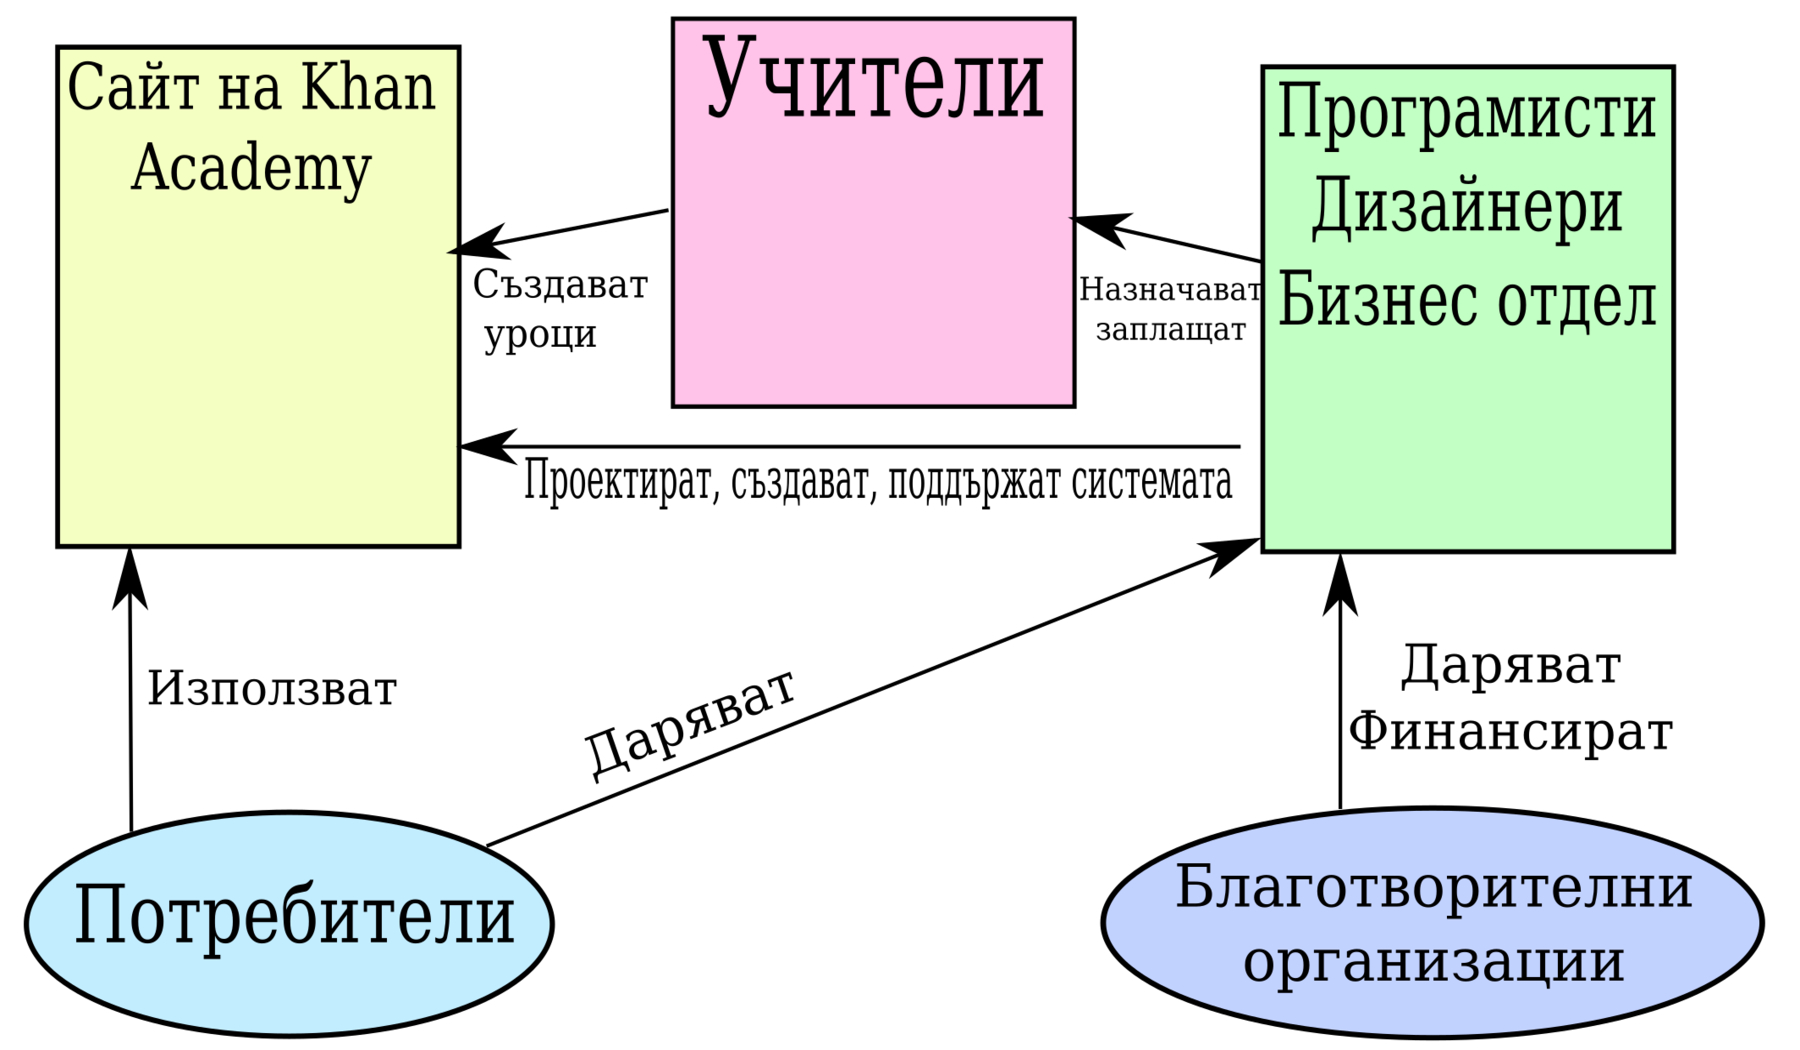 Сайт на Khan
Academy
Учители
Програмисти
Дизайнери
Бизнес отдел
Създават
уроци
Назначават
заплащат
Проектират, създават, поддържат системата
Използват
Даряват
Даряват
Финансират
Потребители
Благотворителни
организации